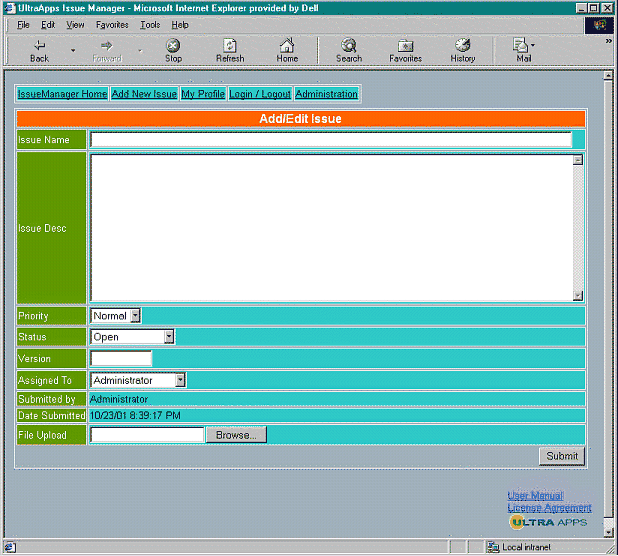 UltraApps Issue Manager - Microsoft Internet Explorer provided by Dell
File Edit View Favorites Tools Help
Back Forward Stop Refresh Home Search Favorites History Mail
IssueManager Home Add New Issue My Profile Login / Logout Administration
Add/Edit Issue
Issue Name
Issue Desc
Priority Normal
Status Open
Version
Assigned To Administrator
Submitted by Administrator
Date Submitted 10/23/01 8:39:17 PM
File Upload Browse...
Submit
User Manual
License Agreement
ULTRA APPS
Local intranet